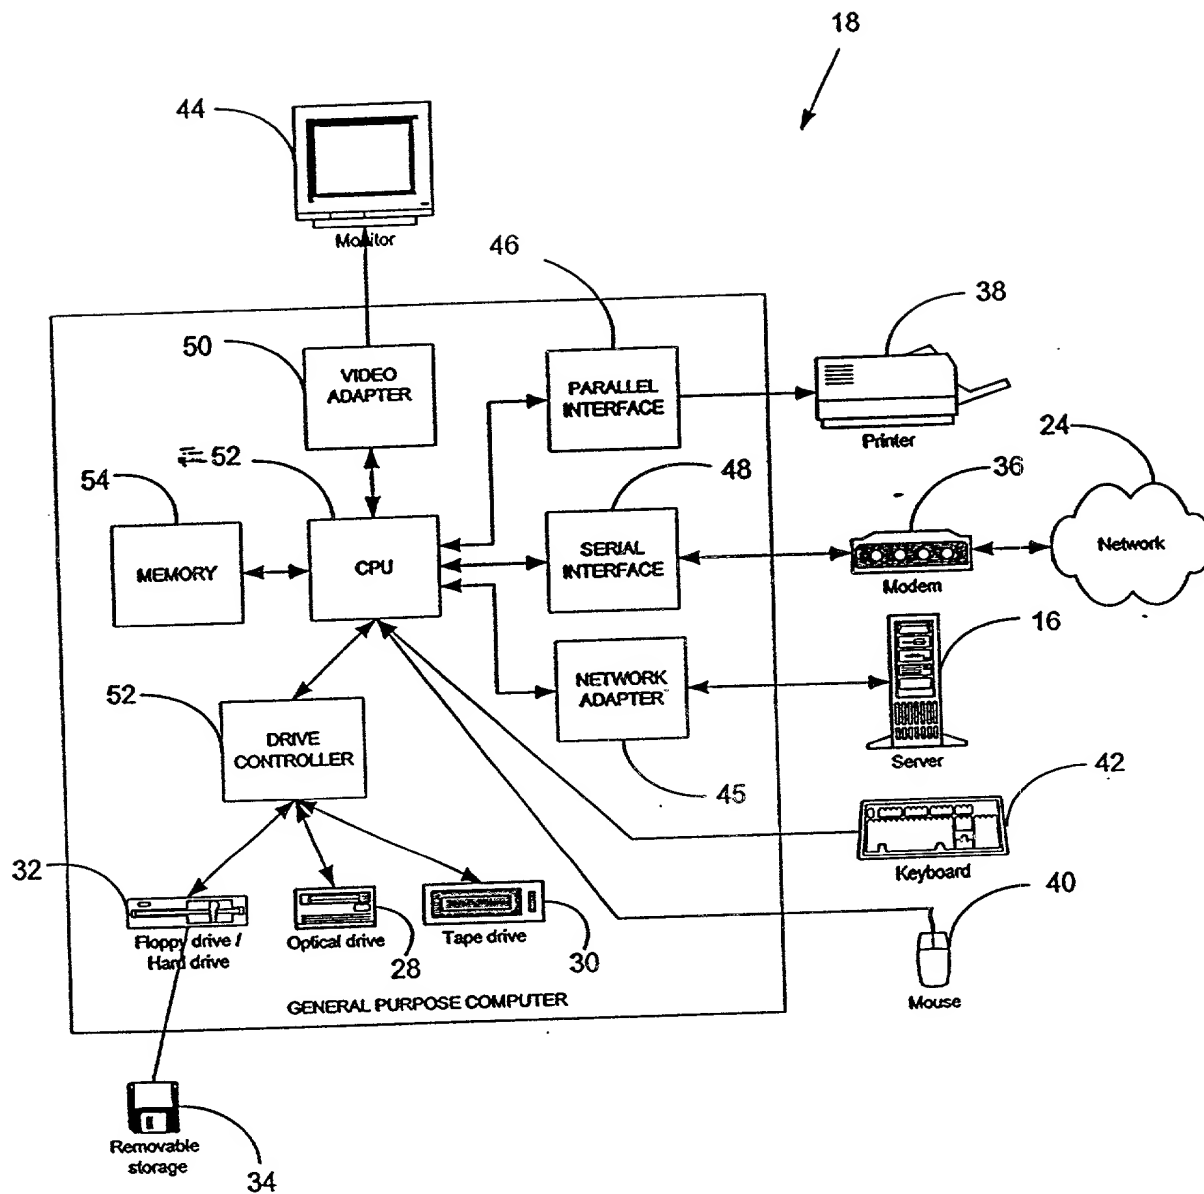 18
44
Monitor
46
38
50
VIDEO
ADAPTER
PARALLEL
INTERFACE
Printer
24
52
54
48
36
MEMORY
CPU
SERIAL
INTERFACE
Network
Modem
16
NETWORK
ADAPTER
52
DRIVE
CONTROLLER
Server
45
42
32
Keyboard
40
Floppy drive /
Hard drive
Optical drive
Tape drive
28
30
Mouse
GENERAL PURPOSE COMPUTER
Removable
storage
34